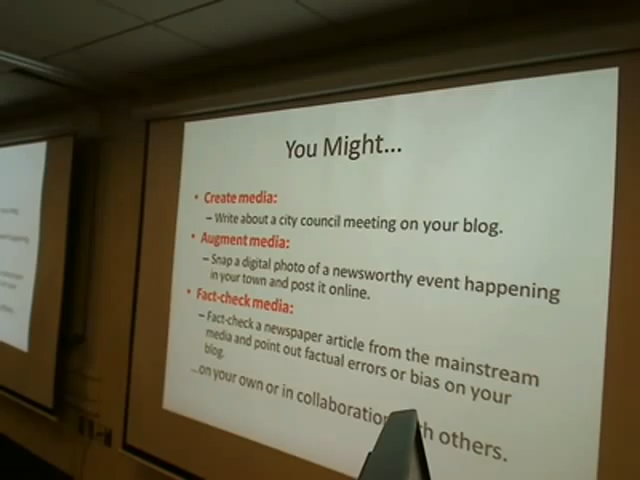 You Might...
• Create media:
– Write about a city council meeting on your blog.
• Augment media:
– Snap a digital photo of a newsworthy event happening
in your town and post it online.
• Fact-check media:
– Fact-check a newspaper article from the mainstream
media and point out factual errors or bias on your
blog.
...on your own or in collaboration with others.